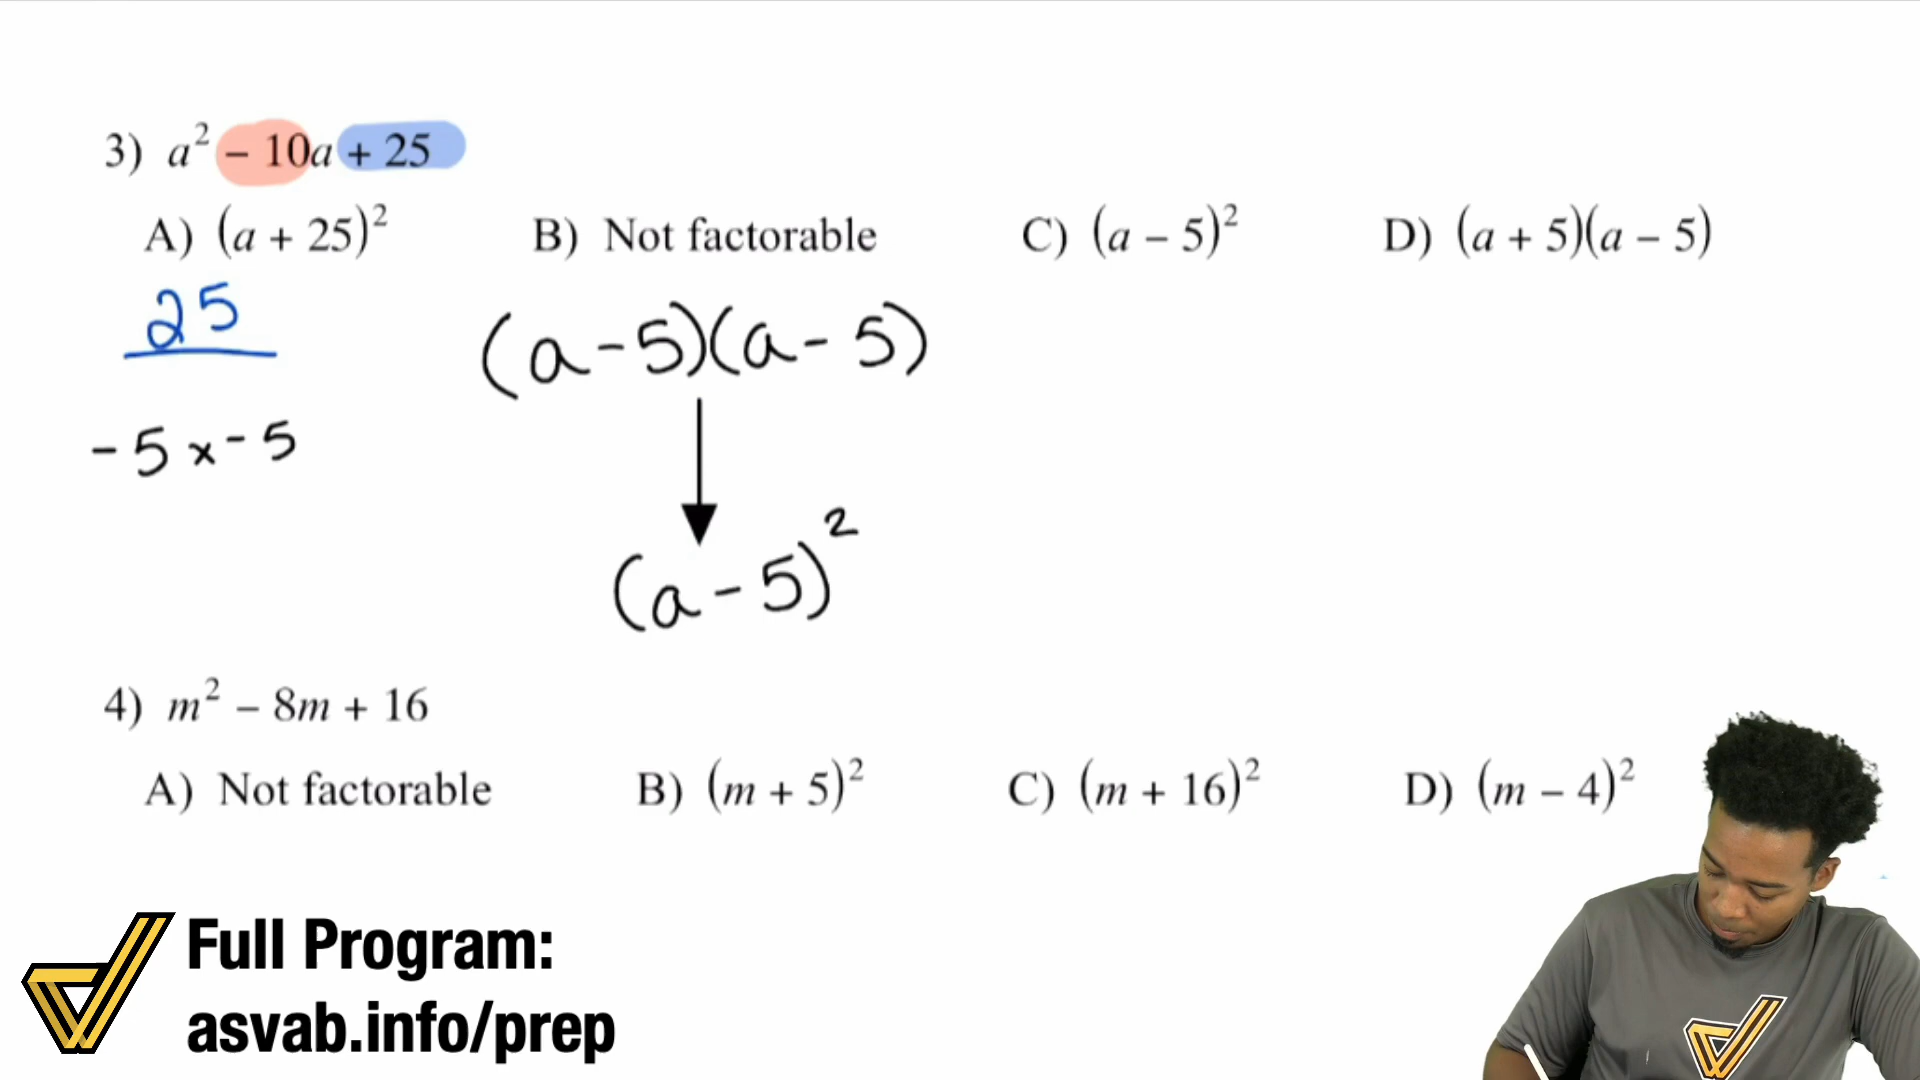 3) a² – 10a + 25
A) (a + 25)² B) Not factorable C) (a – 5)² D) (a + 5)(a – 5)
25
(a - 5)(a - 5)
- 5 x - 5
(a - 5)²
4) m² – 8m + 16
A) Not factorable B) (m + 5)² C) (m + 16)² D) (m – 4)²
Full Program:
asvab.info/prep